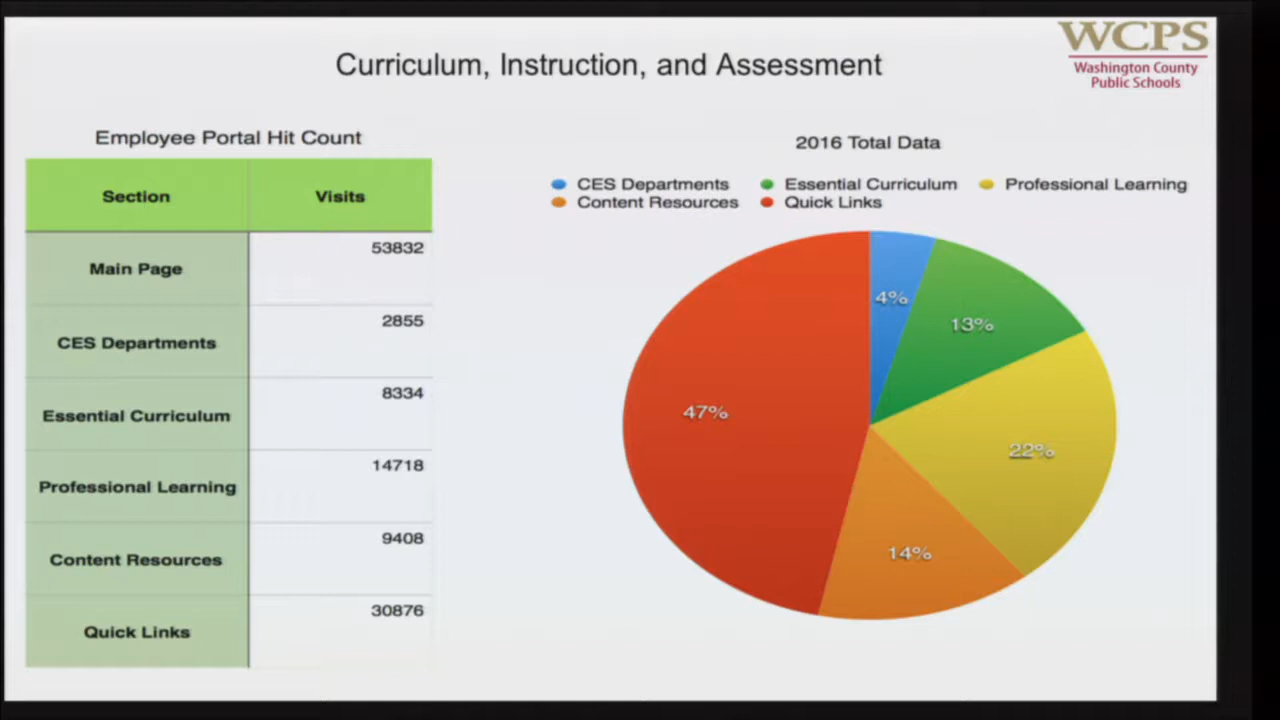 WCPS
Washington County
Public Schools
Curriculum, Instruction, and Assessment
Employee Portal Hit Count
Section Visits
Main Page 53832
CES Departments 2855
Essential Curriculum 8334
Professional Learning 14718
Content Resources 9408
Quick Links 30876
2016 Total Data
CES Departments Essential Curriculum Professional Learning
Content Resources Quick Links
4%
13%
47%
22%
14%